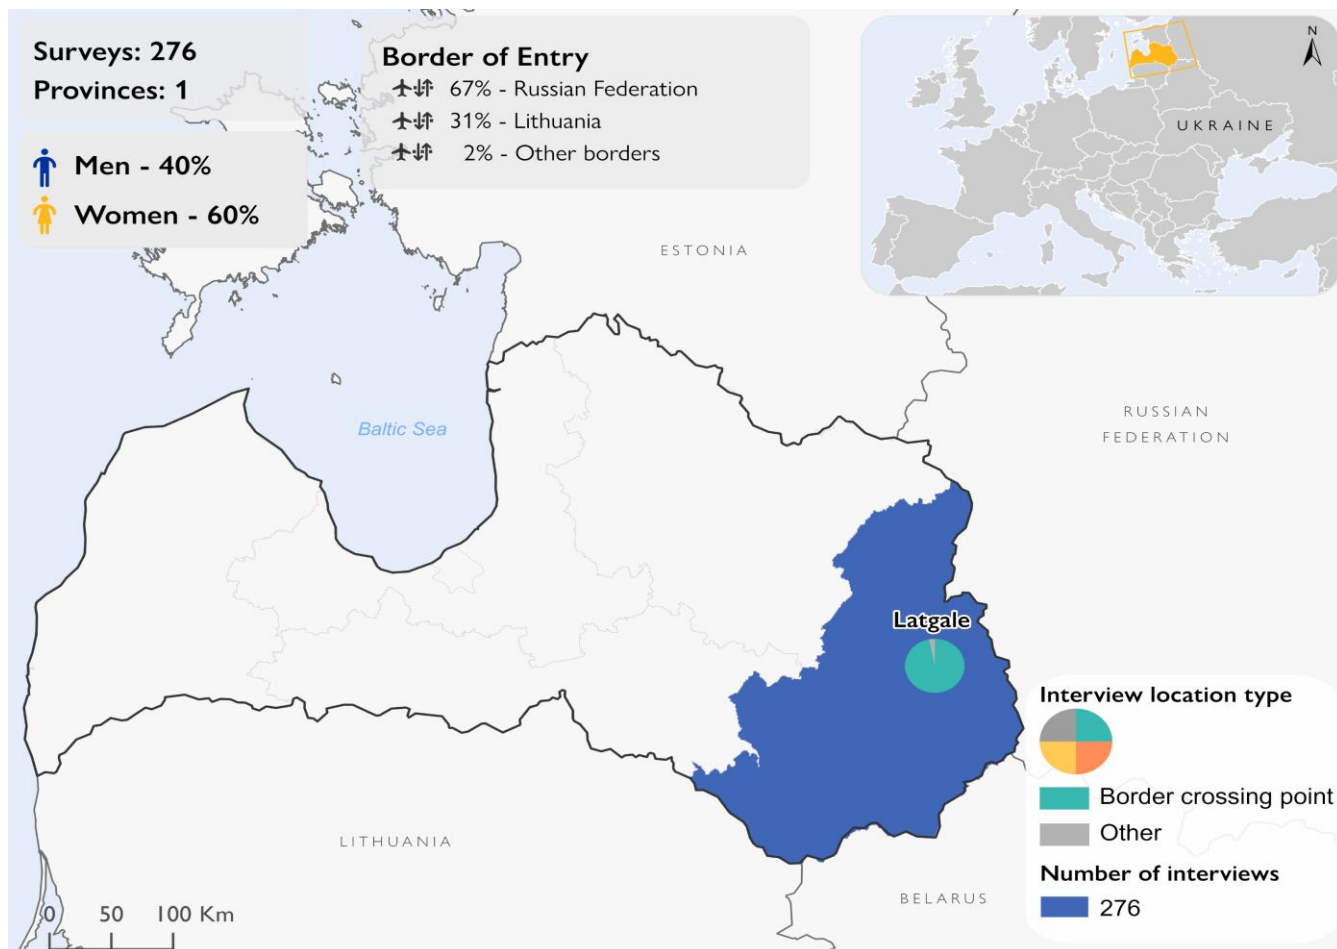 Surveys: 276
Provinces: 1
Men - 40%
Women - 60%
Border of Entry
67% - Russian Federation
31% - Lithuania
2% - Other borders
N
UKRAINE
ESTONIA
Baltic Sea
RUSSIAN
FEDERATION
Latgale
LITHUANIA
BELARUS
Interview location type
Border crossing point
Other
Number of interviews
276
0 50 100 Km